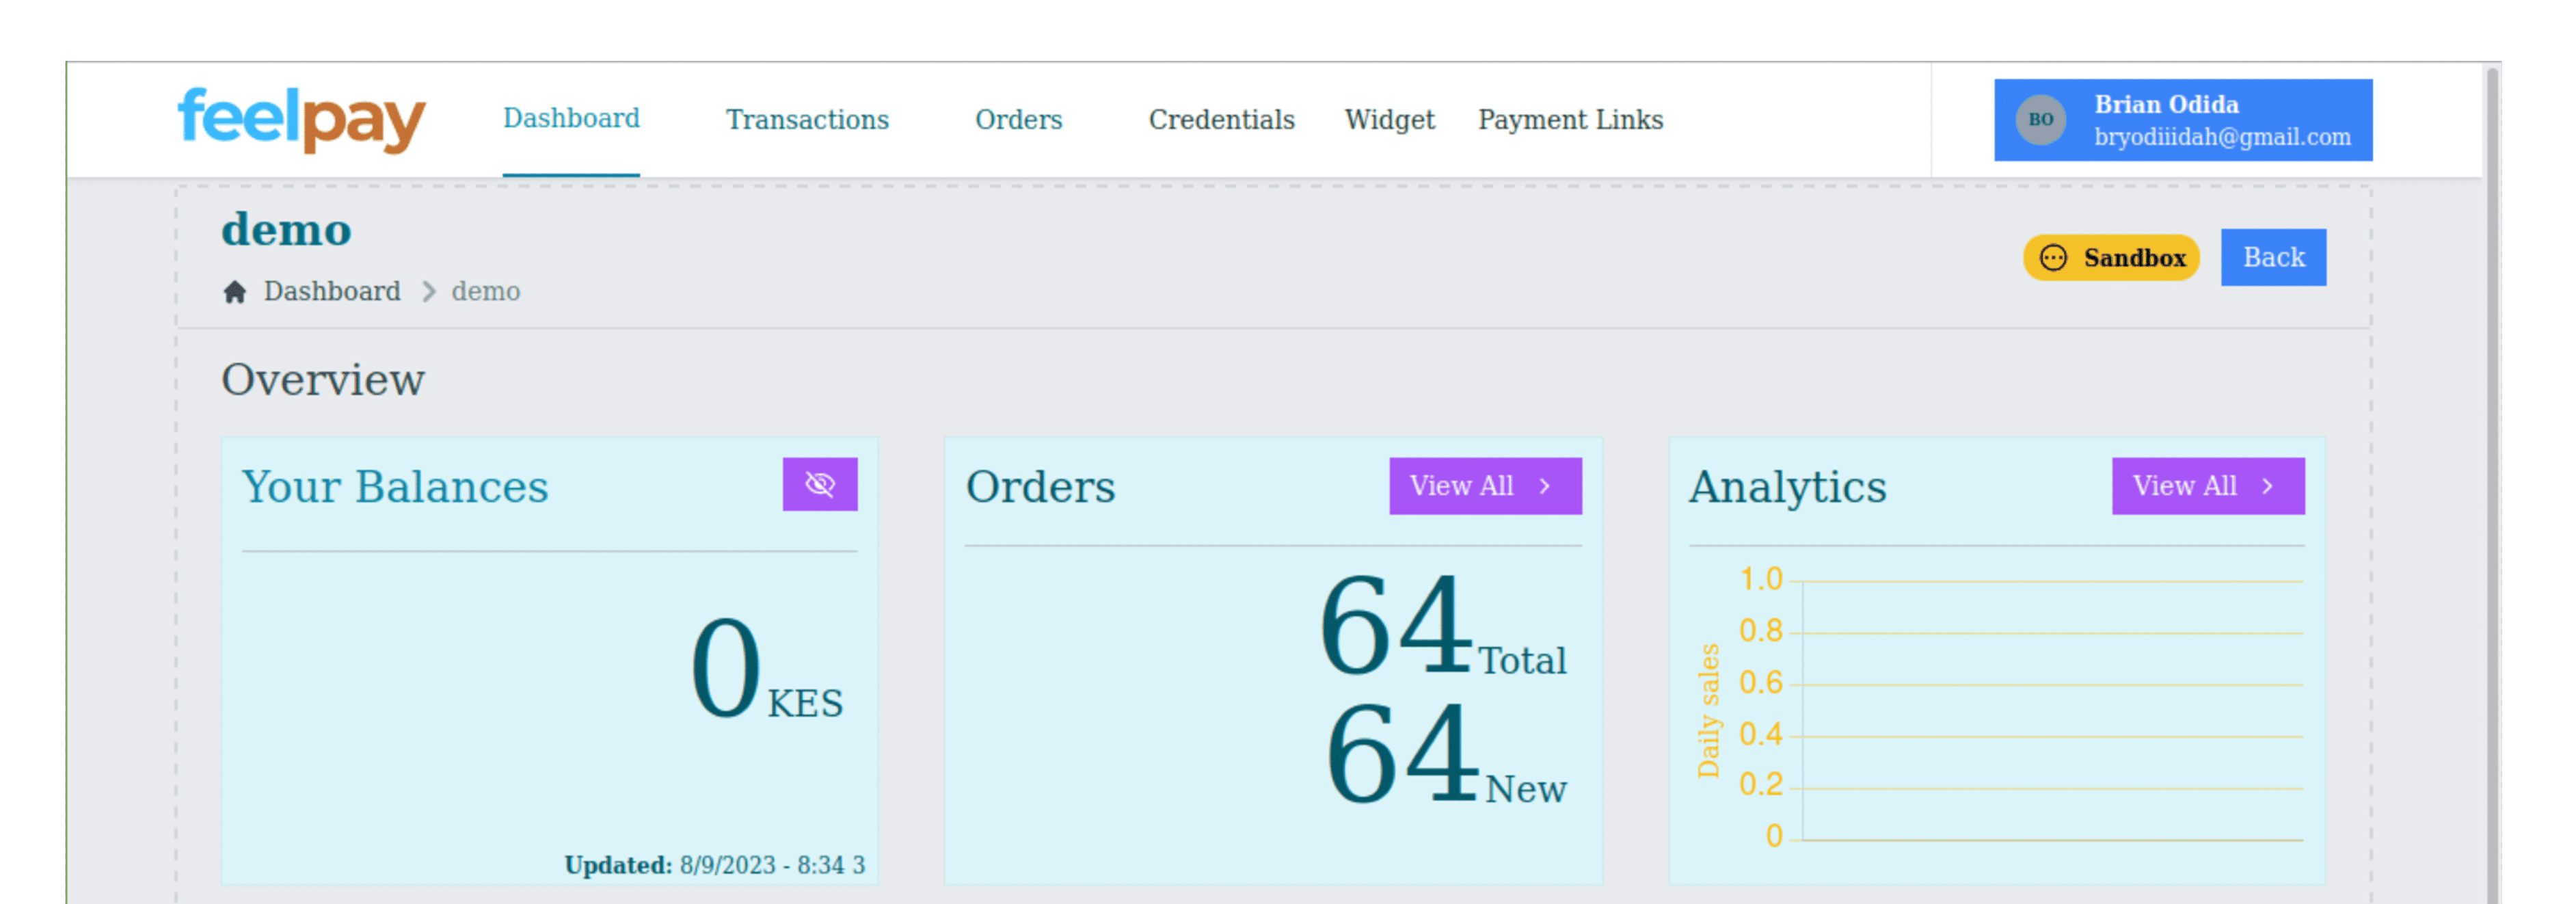 feelpay Dashboard Transactions Orders Credentials Widget Payment Links
BO
Brian Odida
bryodiiidah@gmail.com
demo
Dashboard demo
Sandbox Back
Overview
Your Balances
0 KES
Updated: 8/9/2023 - 8:34 3
Orders View All
64 Total
64 New
Analytics View All
Daily sales
1.0
0.8
0.6
0.4
0.2
0